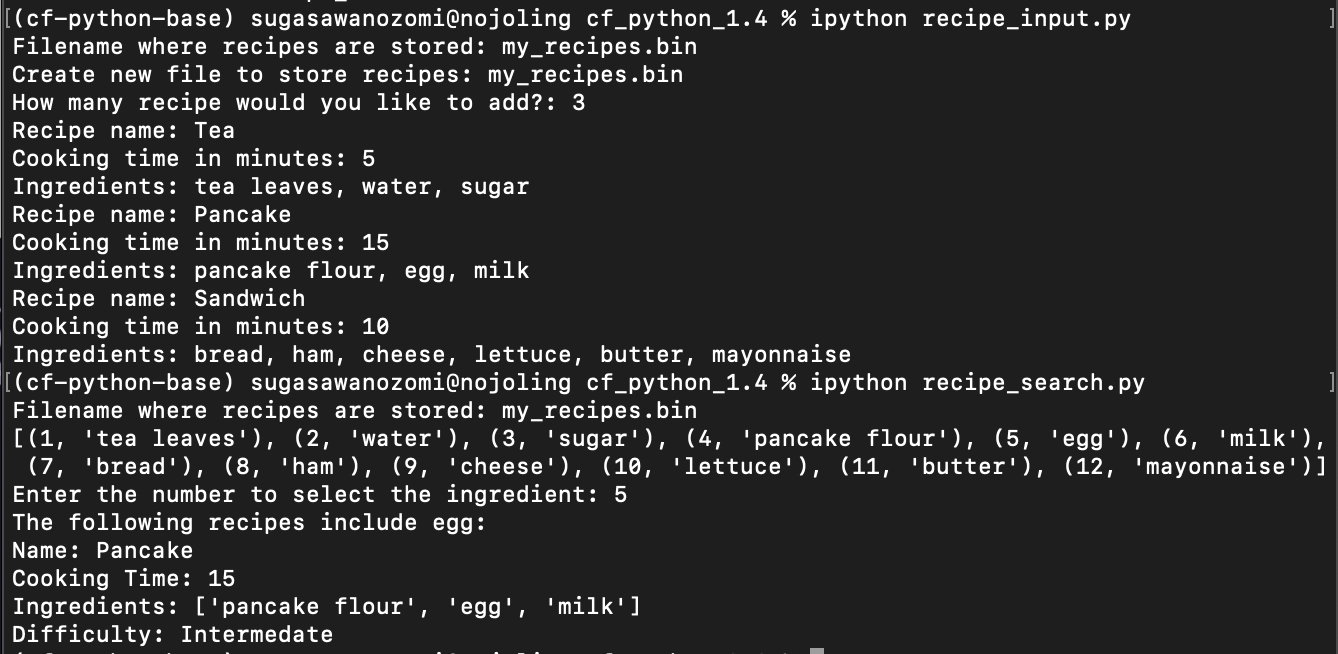 [(cf-python-base) sugasawanozomi@nojoling cf_python_1.4 % ipython recipe_input.py ]
Filename where recipes are stored: my_recipes.bin
Create new file to store recipes: my_recipes.bin
How many recipe would you like to add?: 3
Recipe name: Tea
Cooking time in minutes: 5
Ingredients: tea leaves, water, sugar
Recipe name: Pancake
Cooking time in minutes: 15
Ingredients: pancake flour, egg, milk
Recipe name: Sandwich
Cooking time in minutes: 10
Ingredients: bread, ham, cheese, lettuce, butter, mayonnaise
[(cf-python-base) sugasawanozomi@nojoling cf_python_1.4 % ipython recipe_search.py ]
Filename where recipes are stored: my_recipes.bin
[(1, 'tea leaves'), (2, 'water'), (3, 'sugar'), (4, 'pancake flour'), (5, 'egg'), (6, 'milk'),
(7, 'bread'), (8, 'ham'), (9, 'cheese'), (10, 'lettuce'), (11, 'butter'), (12, 'mayonnaise')]
Enter the number to select the ingredient: 5
The following recipes include egg:
Name: Pancake
Cooking Time: 15
Ingredients: ['pancake flour', 'egg', 'milk']
Difficulty: Intermedate